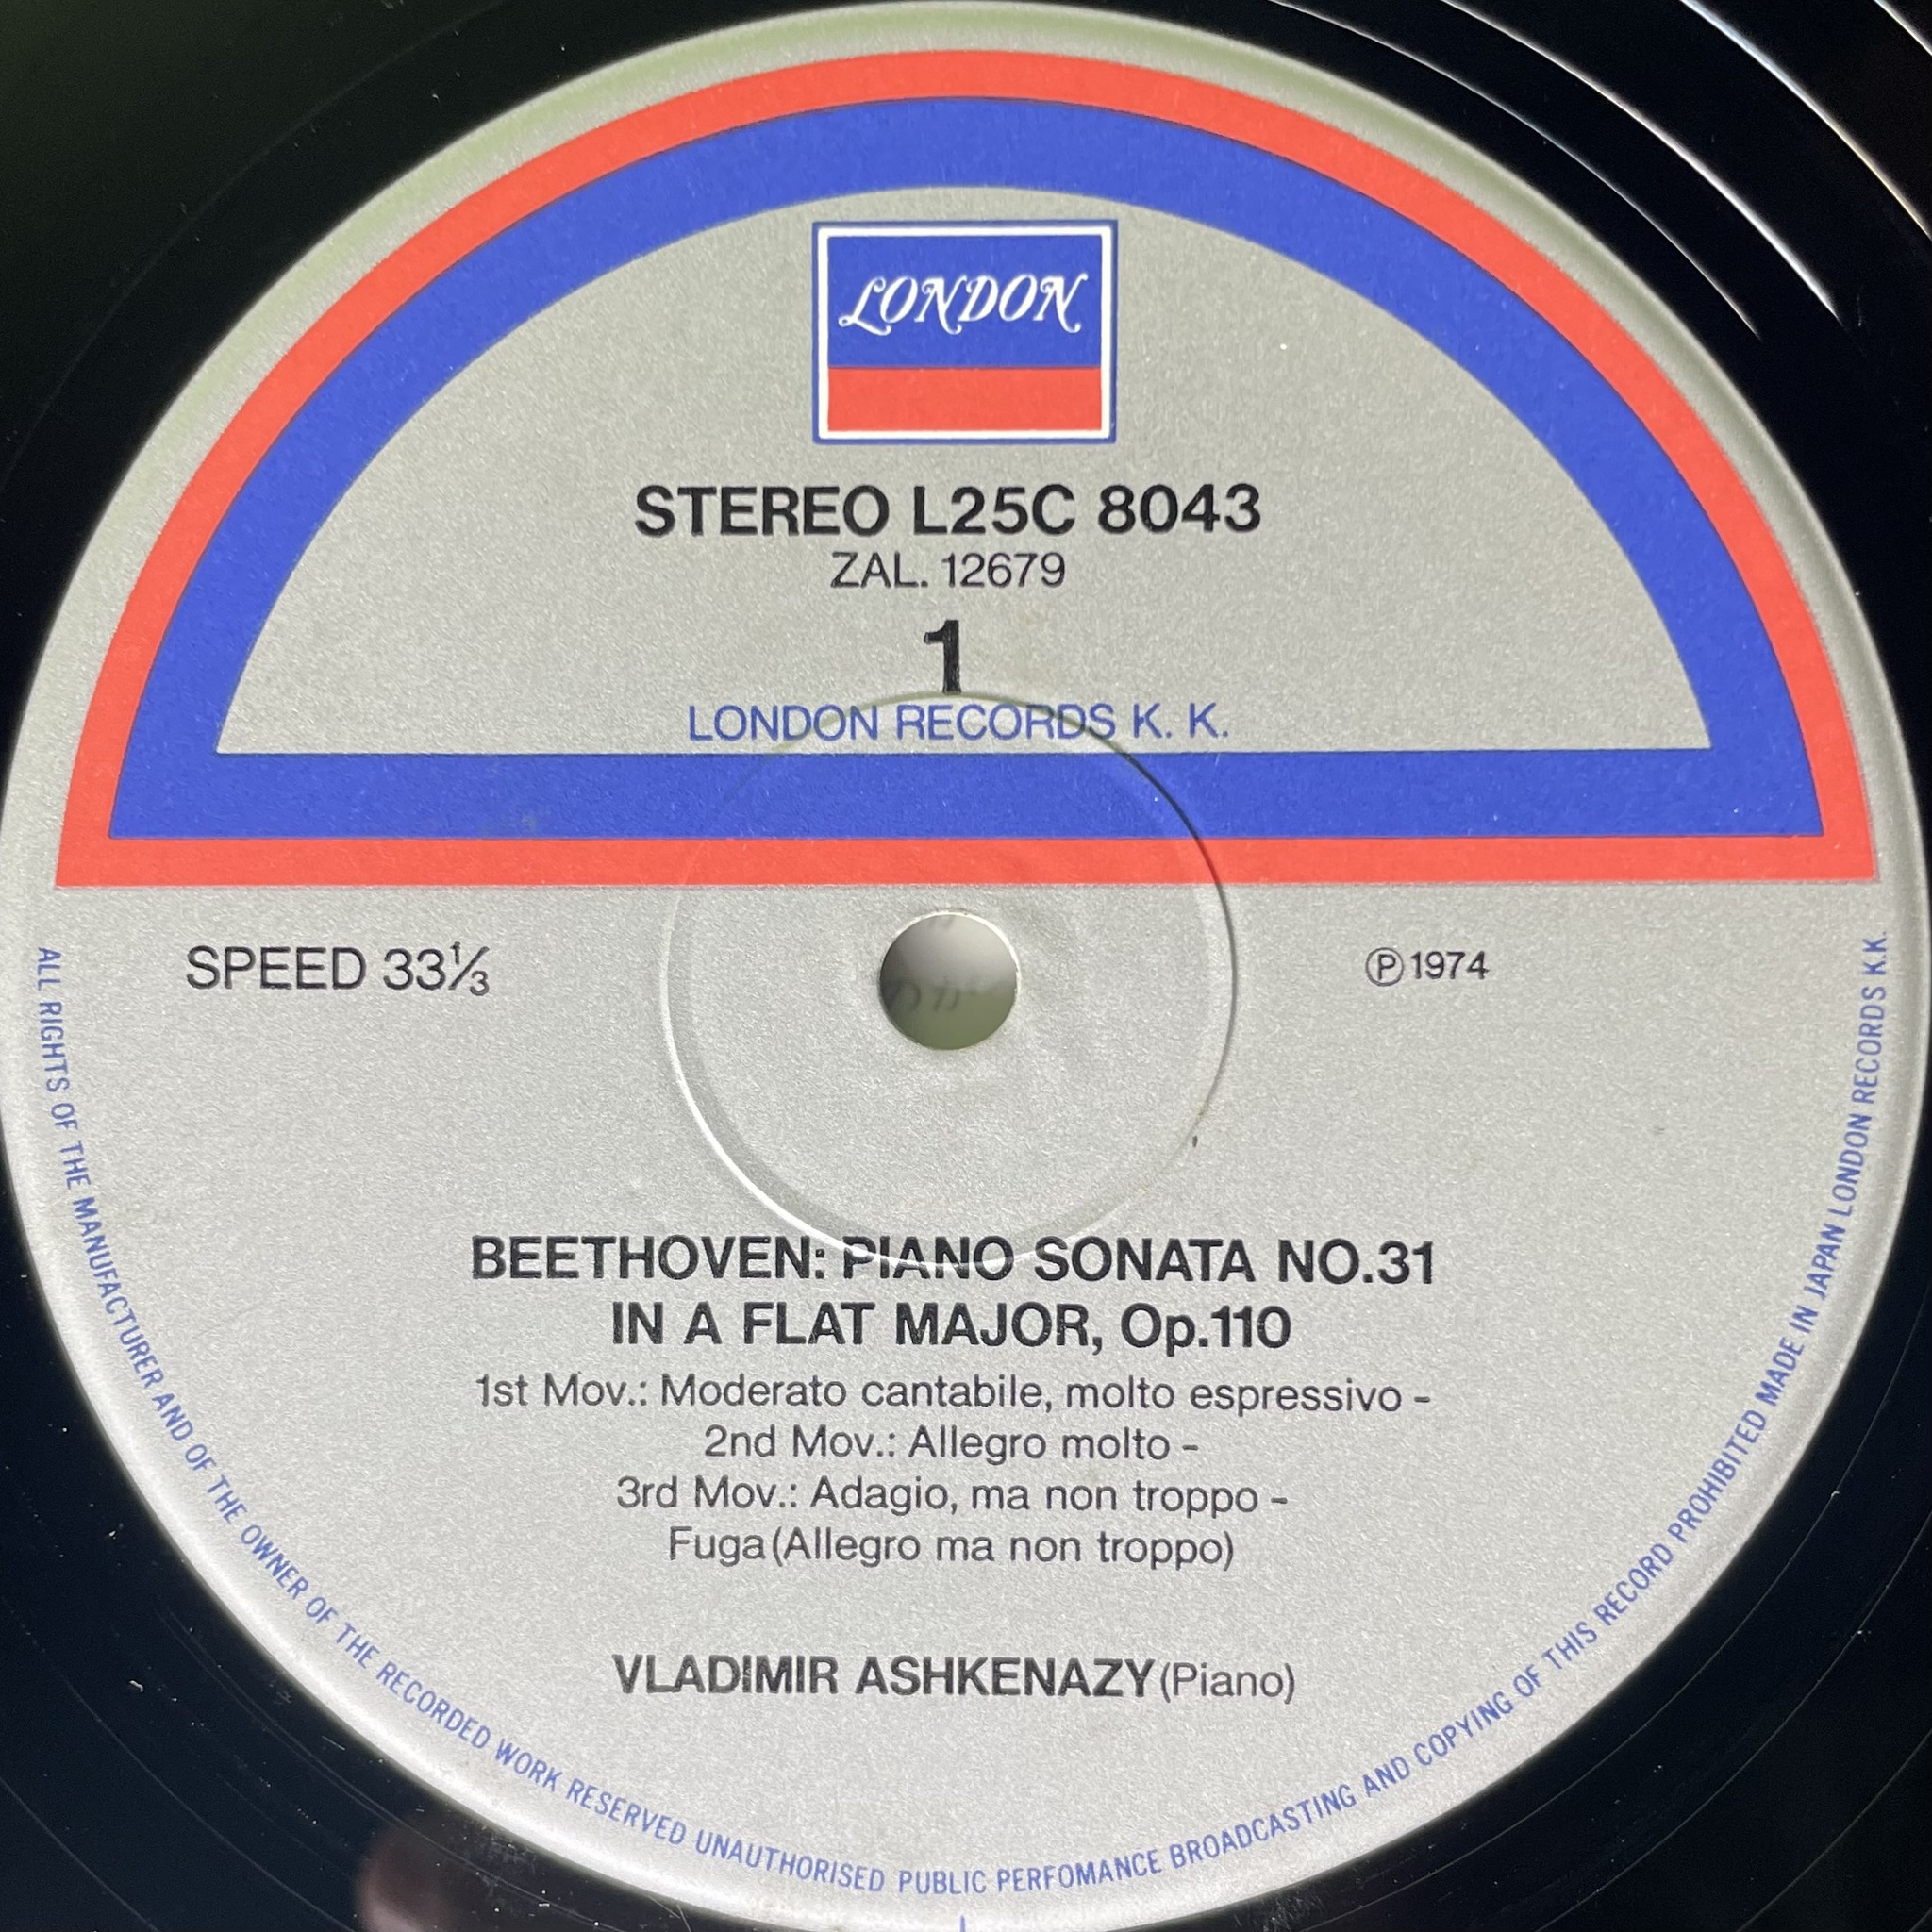 LONDON
STEREO L25C 8043
ZAL. 12679
1
LONDON RECORDS K. K.
SPEED 33⅓
Ⓟ1974
BEETHOVEN: PIANO SONATA NO.31
IN A FLAT MAJOR, Op.110
1st Mov.: Moderato cantabile, molto espressivo -
2nd Mov.: Allegro molto -
3rd Mov.: Adagio, ma non troppo -
Fuga(Allegro ma non troppo)
VLADIMIR ASHKENAZY(Piano)
ALL RIGHTS OF THE MANUFACTURER AND OF THE OWNER OF THE RECORDED WORK RESERVED UNAUTHORISED PUBLIC PERFOMANCE BROADCASTING AND COPYING OF THIS RECORD PROHIBITED MADE IN JAPAN LONDON RECORDS K.K.